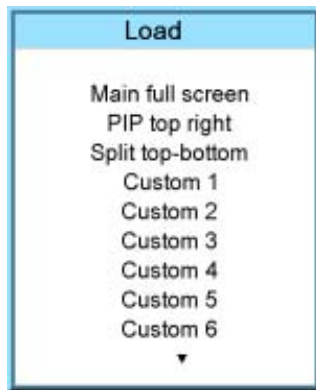 Load
Main full screen
PIP top right
Split top-bottom
Custom 1
Custom 2
Custom 3
Custom 4
Custom 5
Custom 6